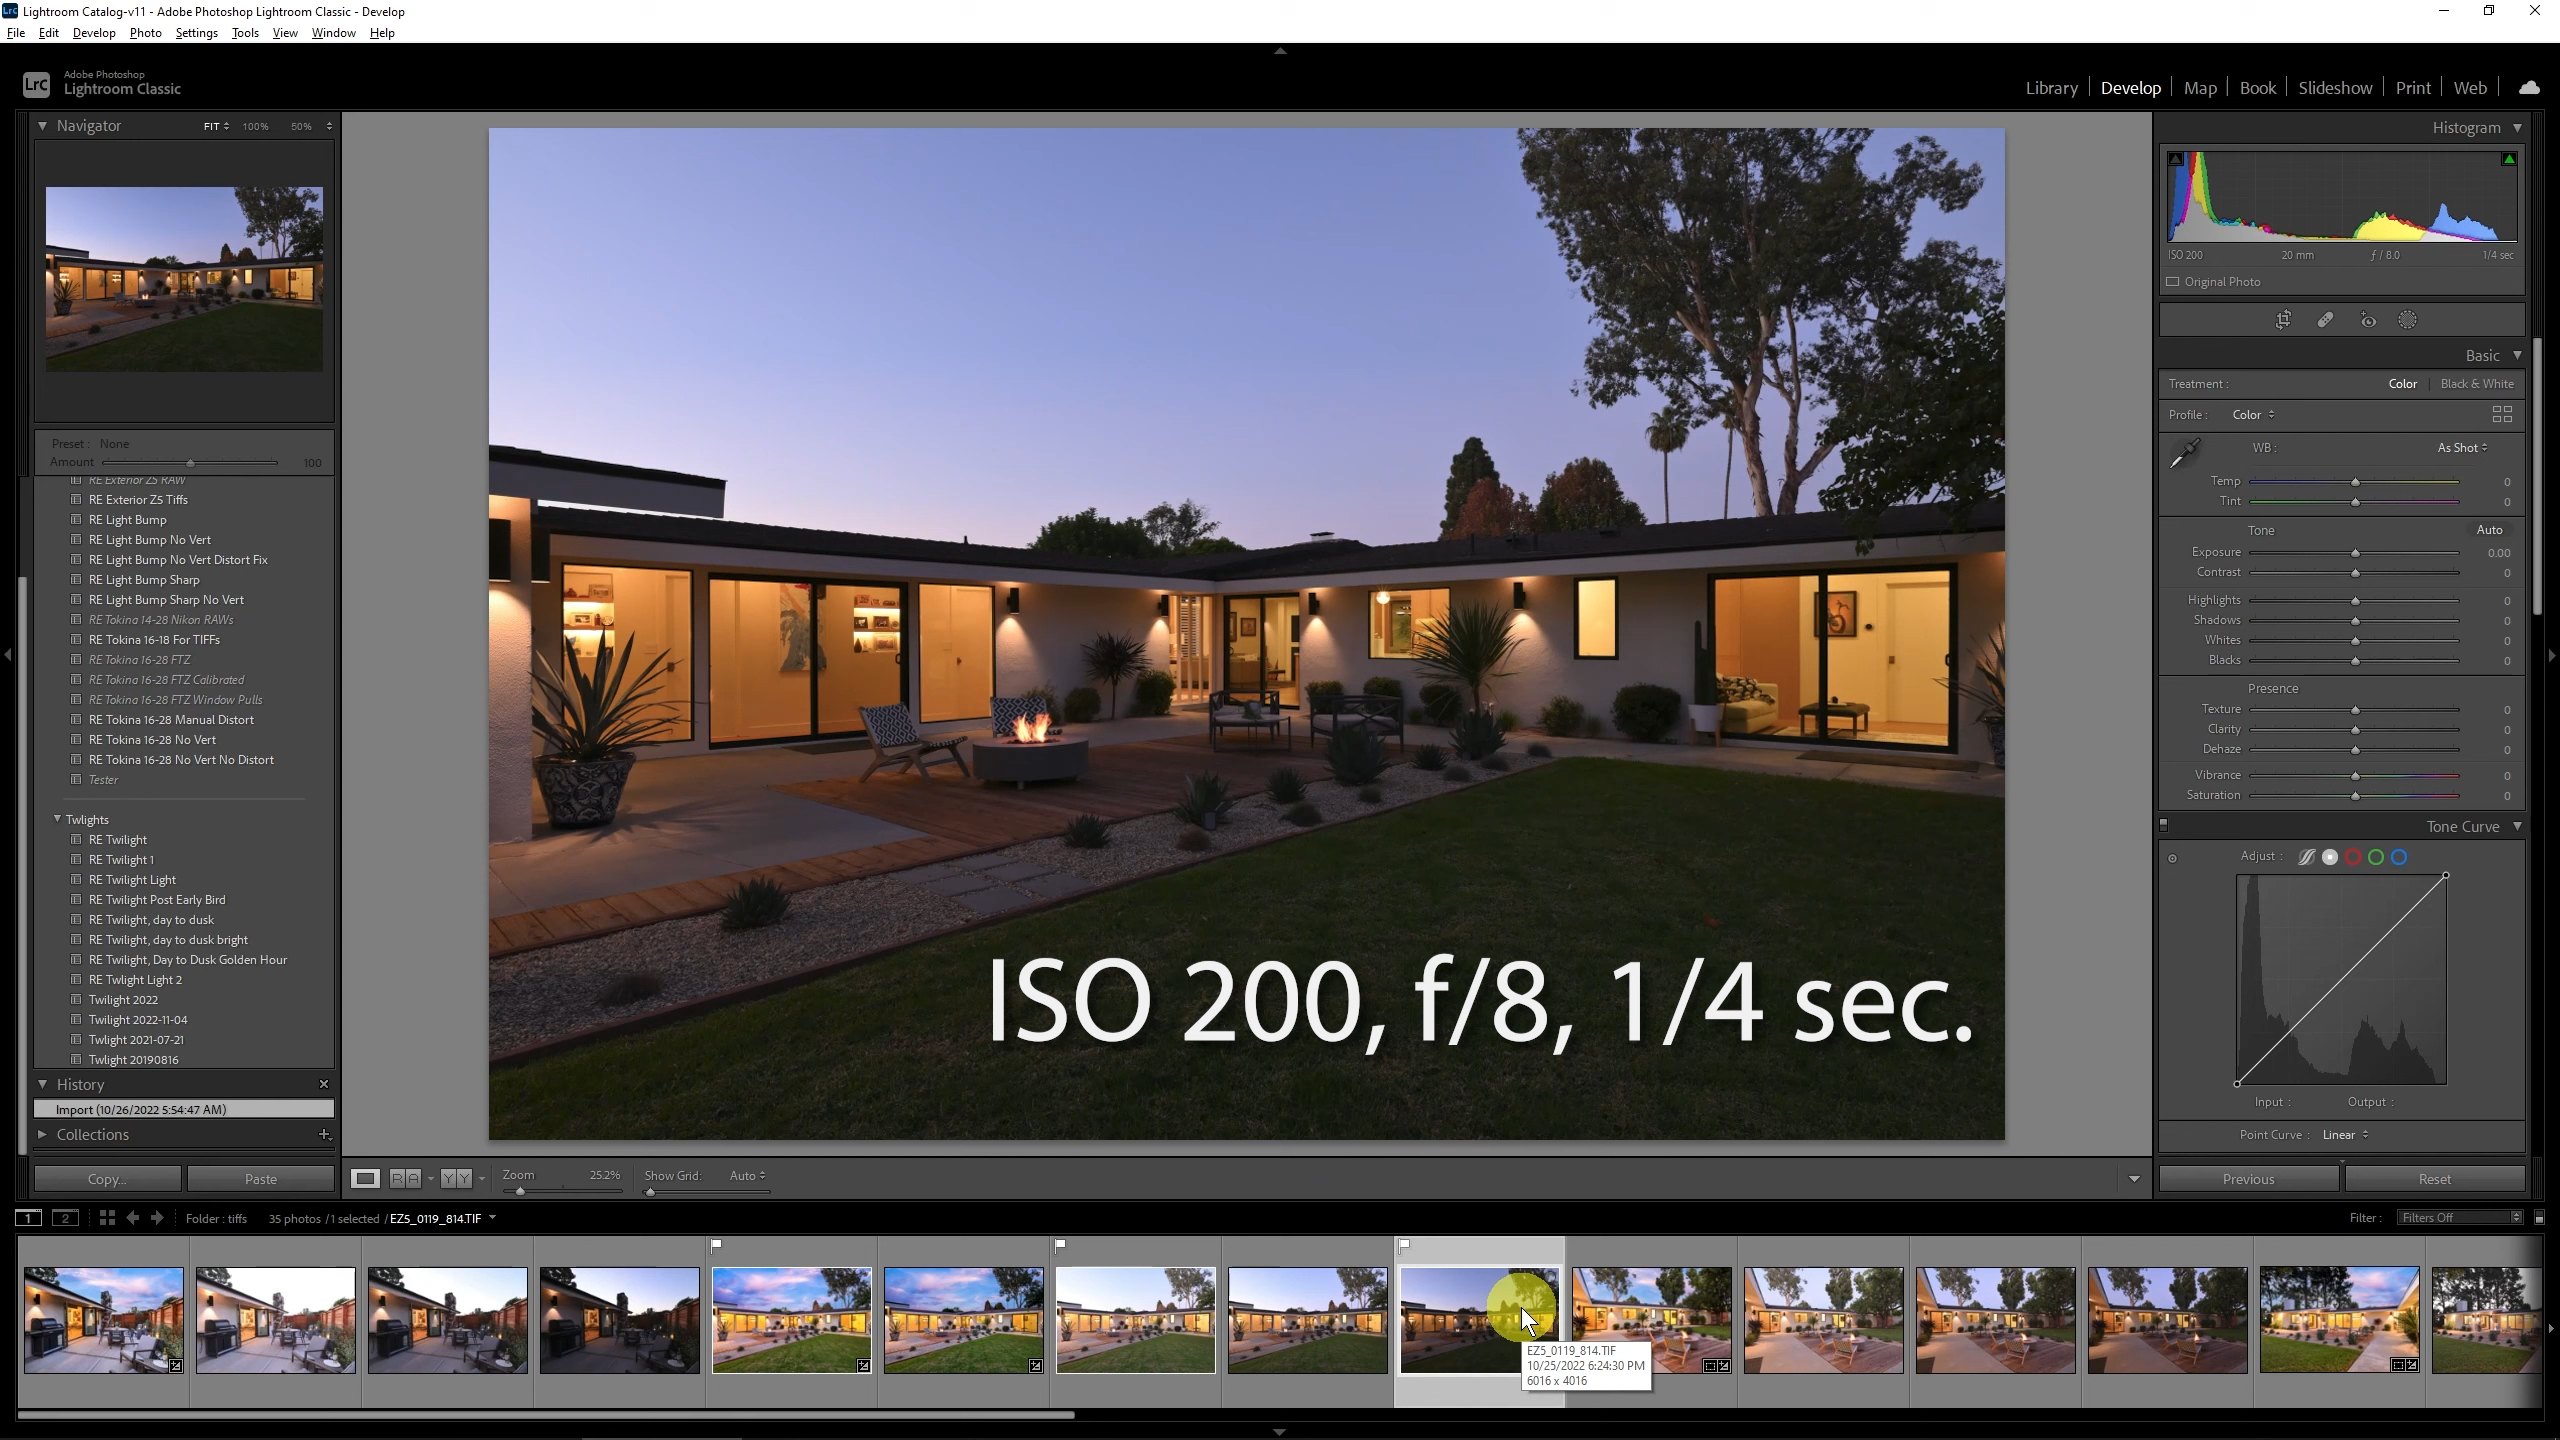 Lightroom Catalog-v11 - Adobe Photoshop Lightroom Classic - Develop
File Edit Develop Photo Settings Tools View Window Help
Lrc Adobe Photoshop
Lightroom Classic
Library Develop Map Book Slideshow Print Web
Navigator FIT 100% 50%
Preset: None
Amount 100
RE Exterior Z5 RAW
RE Exterior Z5 Tiffs
RE Light Bump
RE Light Bump No Vert
RE Light Bump No Vert Distort Fix
RE Light Bump Sharp
RE Light Bump Sharp No Vert
RE Tokina 14-28 Nikon RAWs
RE Tokina 16-18 For TIFFs
RE Tokina 16-28 FTZ
RE Tokina 16-28 FTZ Calibrated
RE Tokina 16-28 FTZ Window Pulls
RE Tokina 16-28 Manual Distort
RE Tokina 16-28 No Vert
RE Tokina 16-28 No Vert No Distort
Tester
Twlights
RE Twilight
RE Twilight 1
RE Twilight Light
RE Twilight Post Early Bird
RE Twilight, day to dusk
RE Twilight, day to dusk bright
RE Twilight, Day to Dusk Golden Hour
RE Twlight Light 2
Twilight 2022
Twilight 2022-11-04
Twlight 2021-07-21
Twlight 20190816
History
Import (10/26/2022 5:54:47 AM)
Collections
Copy... Paste
ISO 200, f/8, 1/4 sec.
Zoom 25.2% Show Grid: Auto
Histogram
ISO 200 20 mm f / 8.0 1/4 sec
Original Photo
Basic
Treatment: Color Black & White
Profile: Color
WB: As Shot
Temp 0
Tint 0
Tone Auto
Exposure 0.00
Contrast 0
Highlights 0
Shadows 0
Whites 0
Blacks 0
Presence
Texture 0
Clarity 0
Dehaze 0
Vibrance 0
Saturation 0
Tone Curve
Adjust:
Input: Output:
Point Curve: Linear
Previous Reset
1 2 Folder : tiffs 35 photos /1 selected /EZ5_0119_814.TIF
Filter: Filters Off
EZ5_0119_814.TIF
10/25/2022 6:24:30 PM
6016 x 4016